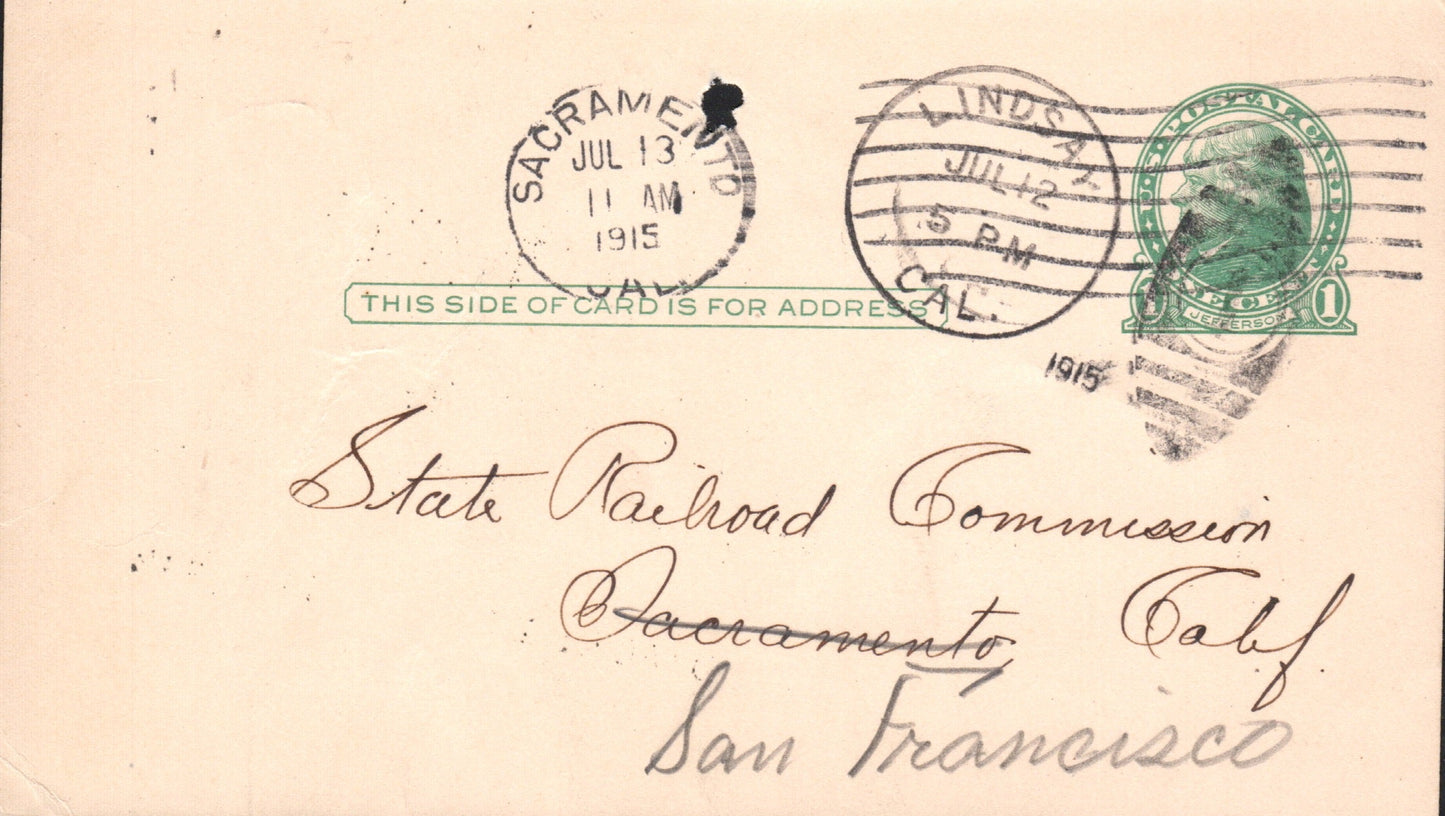 SACRAMENTO
JUL 13
11 AM
1915
CAL.
LINDSAY
JUL 12
5 PM
CAL.
1915
U.S. POSTAL CARD
1 ONE CENT 1
JEFFERSON
THIS SIDE OF CARD IS FOR ADDRESS
State Railroad Commission
Sacramento, Calif
San Francisco